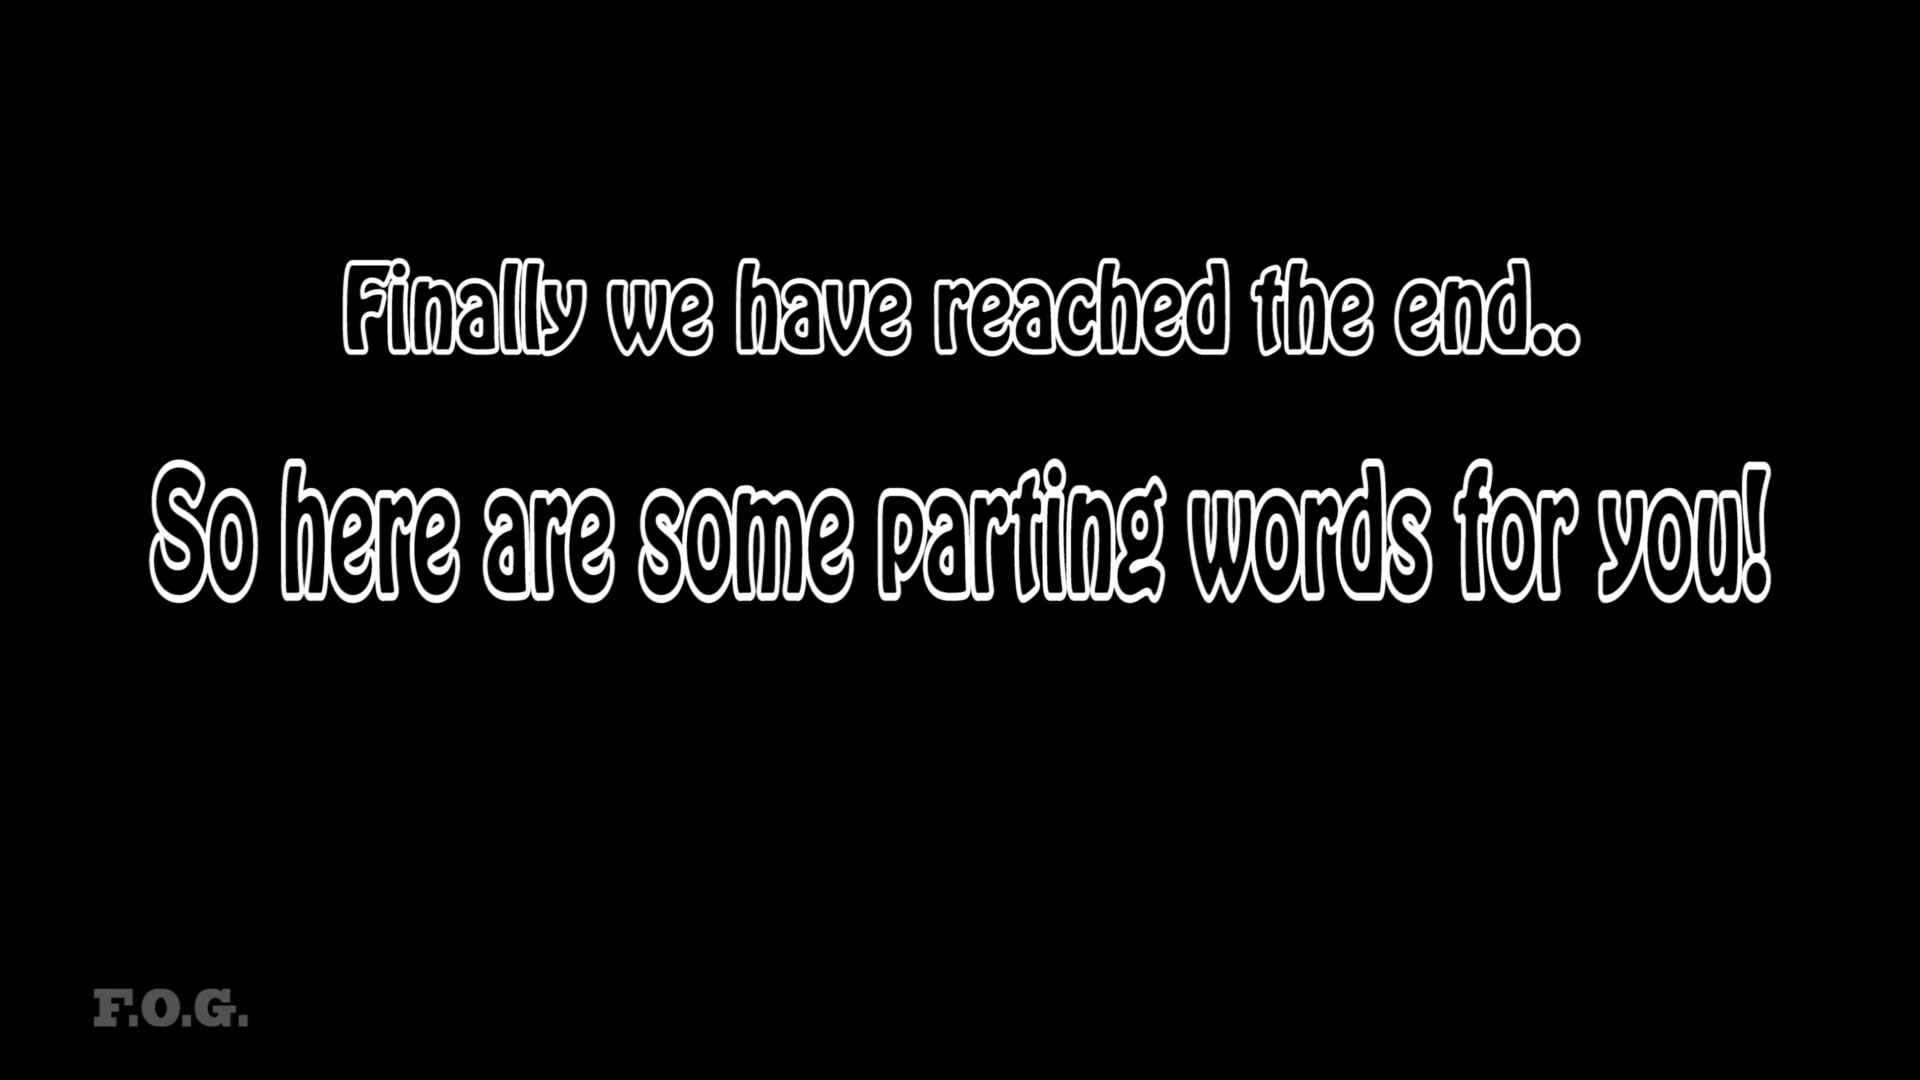 Finally we have reached the end..
So here are some parting words for you!
F.O.G.